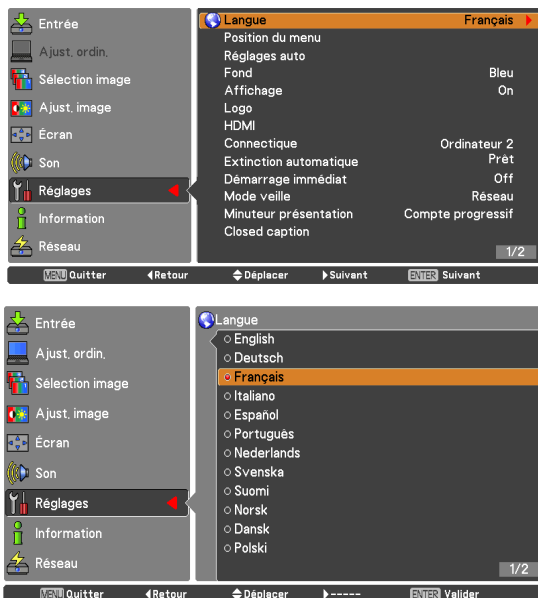 Entrée
Ajust. ordin.
Sélection image
Ajust. image
Écran
Son
Réglages
Information
Réseau
Langue Français
Position du menu
Réglages auto
Fond Bleu
Affichage On
Logo
HDMI
Connectique Ordinateur 2
Extinction automatique Prêt
Démarrage immédiat Off
Mode veille Réseau
Minuteur présentation Compte progressif
Closed caption
1/2
MENU Quitter Retour Déplacer Suivant ENTER Suivant
Entrée
Ajust. ordin.
Sélection image
Ajust. image
Écran
Son
Réglages
Information
Réseau
Langue
English
Deutsch
Français
Italiano
Español
Português
Nederlands
Svenska
Suomi
Norsk
Dansk
Polski
1/2
MENU Quitter Retour Déplacer ----- ENTER Valider